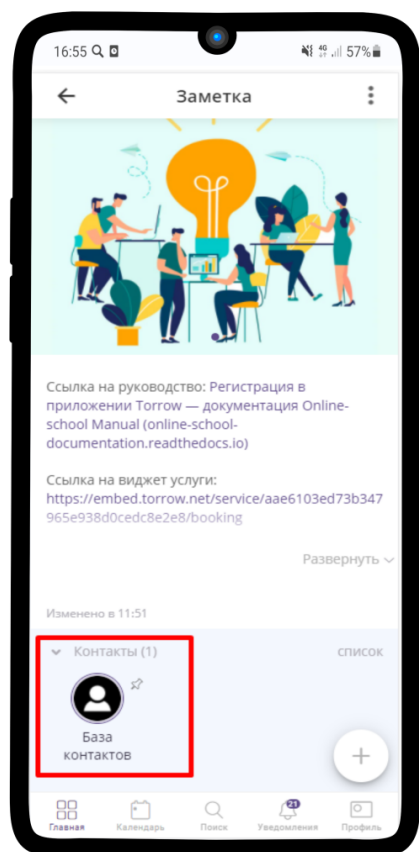 16:55
4G
57%
Заметка
Ссылка на руководство: Регистрация в
приложении Torrow — документация Online-
school Manual (online-school-
documentation.readthedocs.io)
Ссылка на виджет услуги:
https://embed.torrow.net/service/aae6103ed73b347
965e938d0cedc8e2e8/booking
Развернуть
Изменено в 11:51
Контакты (1)
список
База
контактов
21
Главная
Календарь
Поиск
Уведомления
Профиль